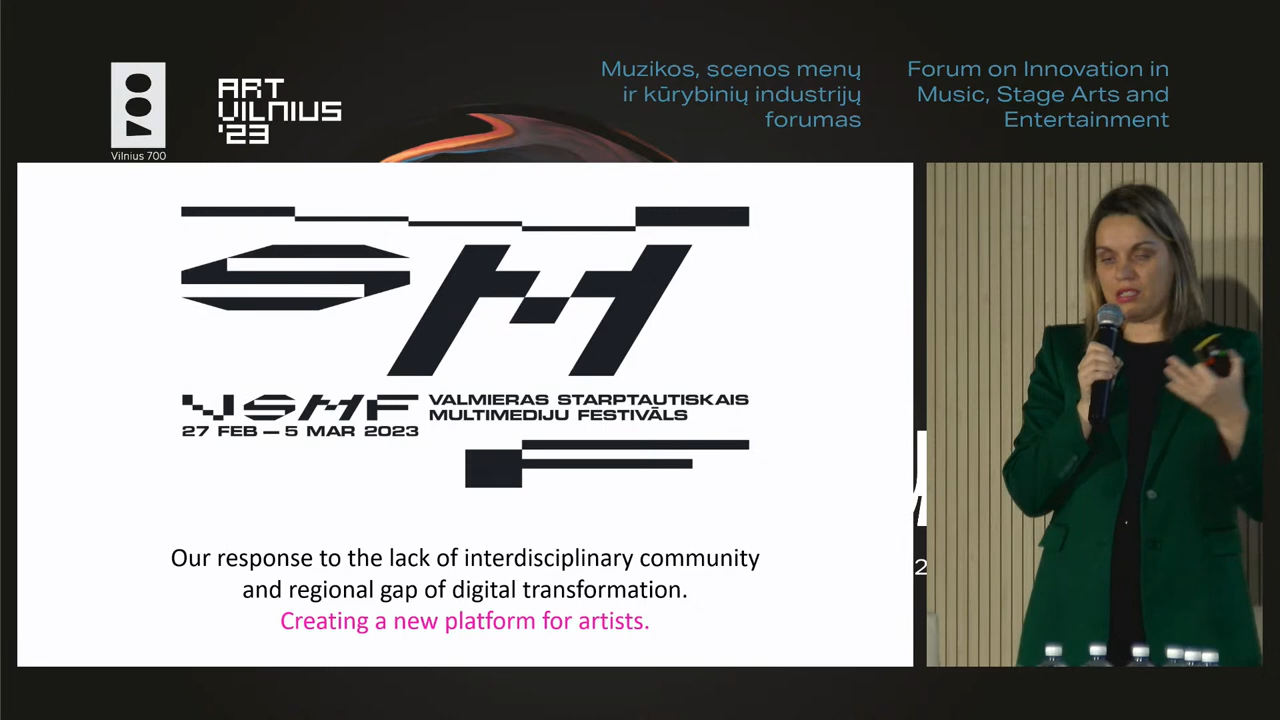 Vilnius 700
ART
VILNIUS
'23
Muzikos, scenos menų
ir kūrybinių industrijų
forumas
Forum on Innovation in
Music, Stage Arts and
Entertainment
SM
VSMF
VALMIERAS STARPTAUTISKAIS
MULTIMEDIJU FESTIVĀLS
27 FEB — 5 MAR 2023
Our response to the lack of interdisciplinary community
and regional gap of digital transformation.
Creating a new platform for artists.